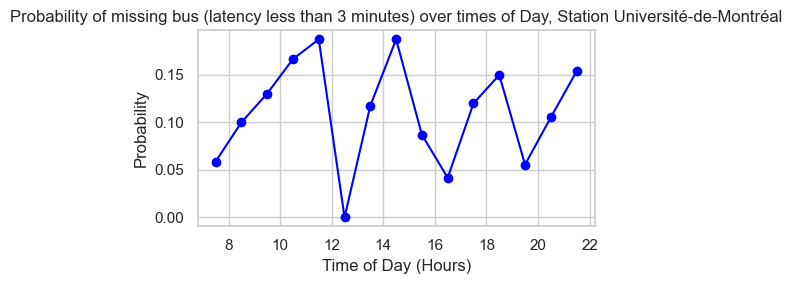 Probability of missing bus (latency less than 3 minutes) over times of Day, Station Université-de-Montréal
Probability
0.15
0.10
0.05
0.00
8 10 12 14 16 18 20 22
Time of Day (Hours)